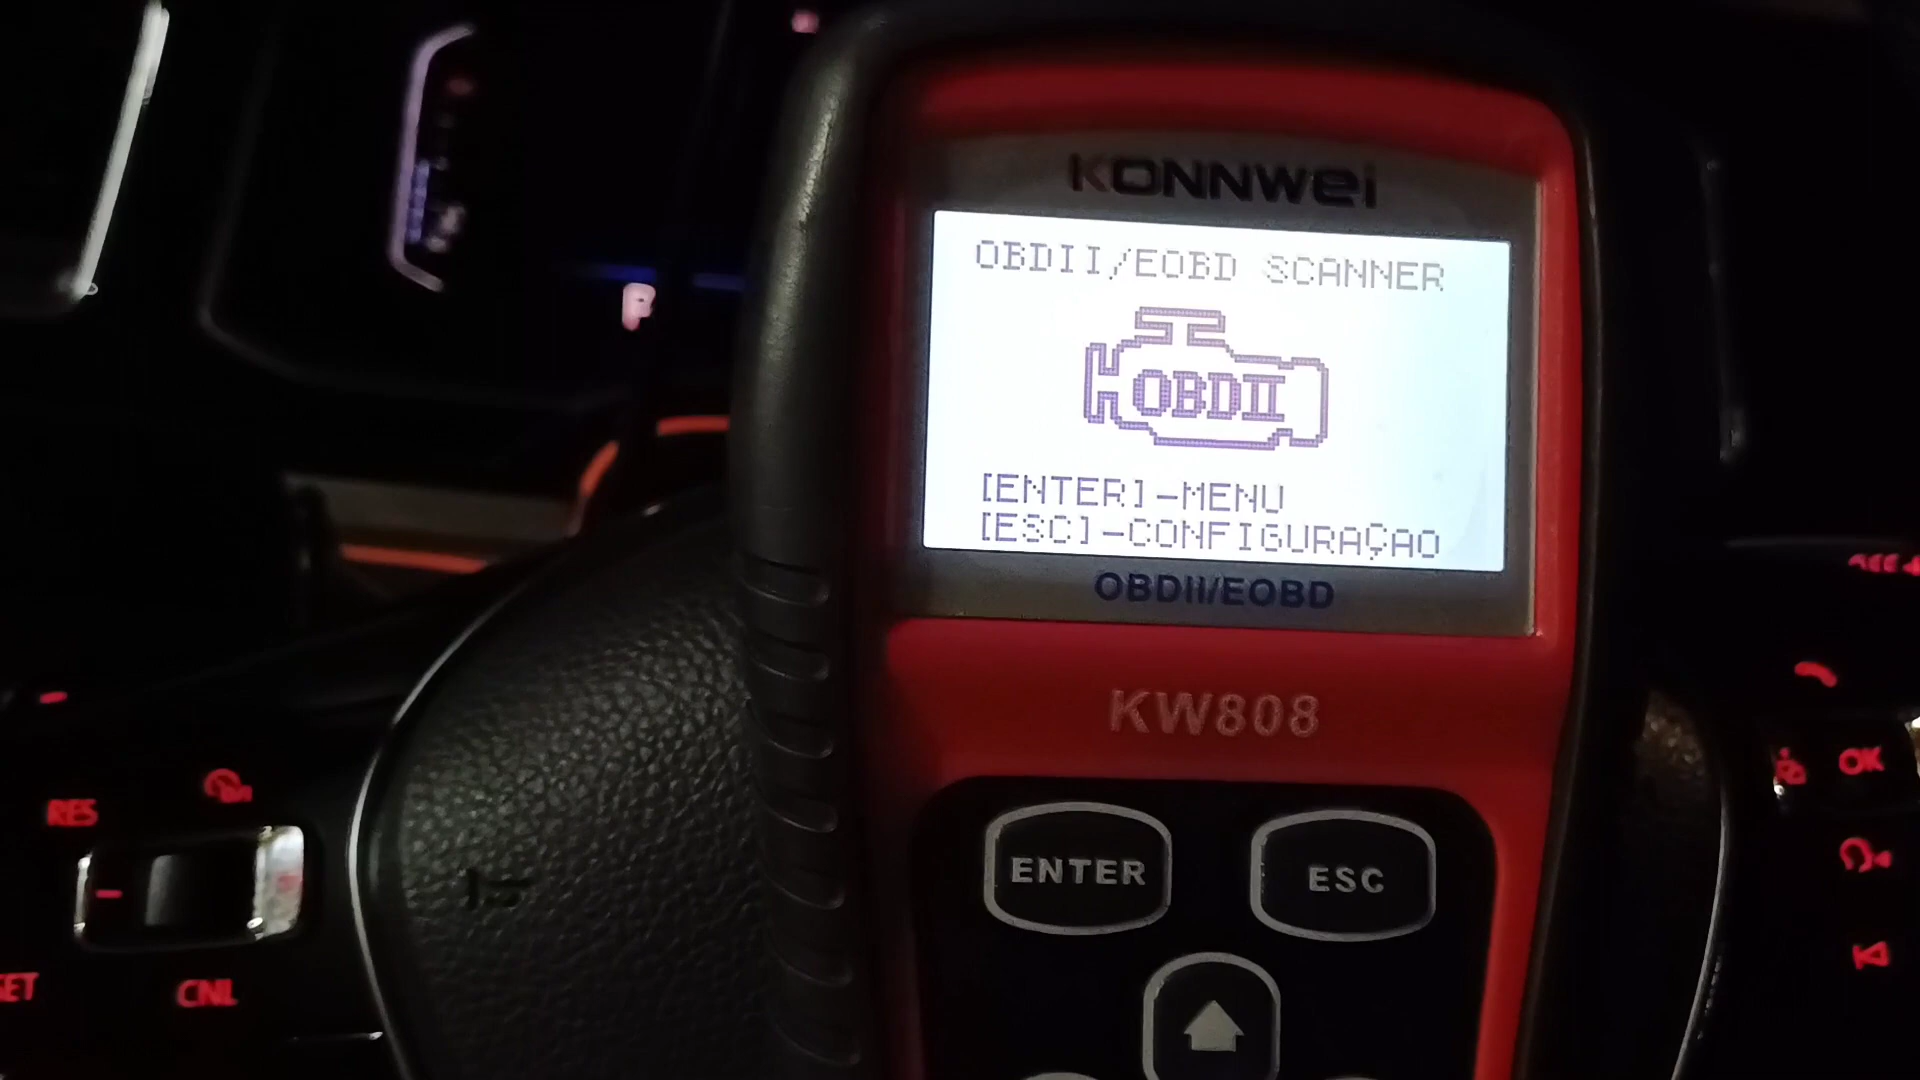 KONNWei
OBDII/EOBD SCANNER
OBDII
[ENTER]-MENU
[ESC]-CONFIGURAÇAO
OBDII/EOBD
KW808
ENTER
ESC
P
RES
CNL
OK